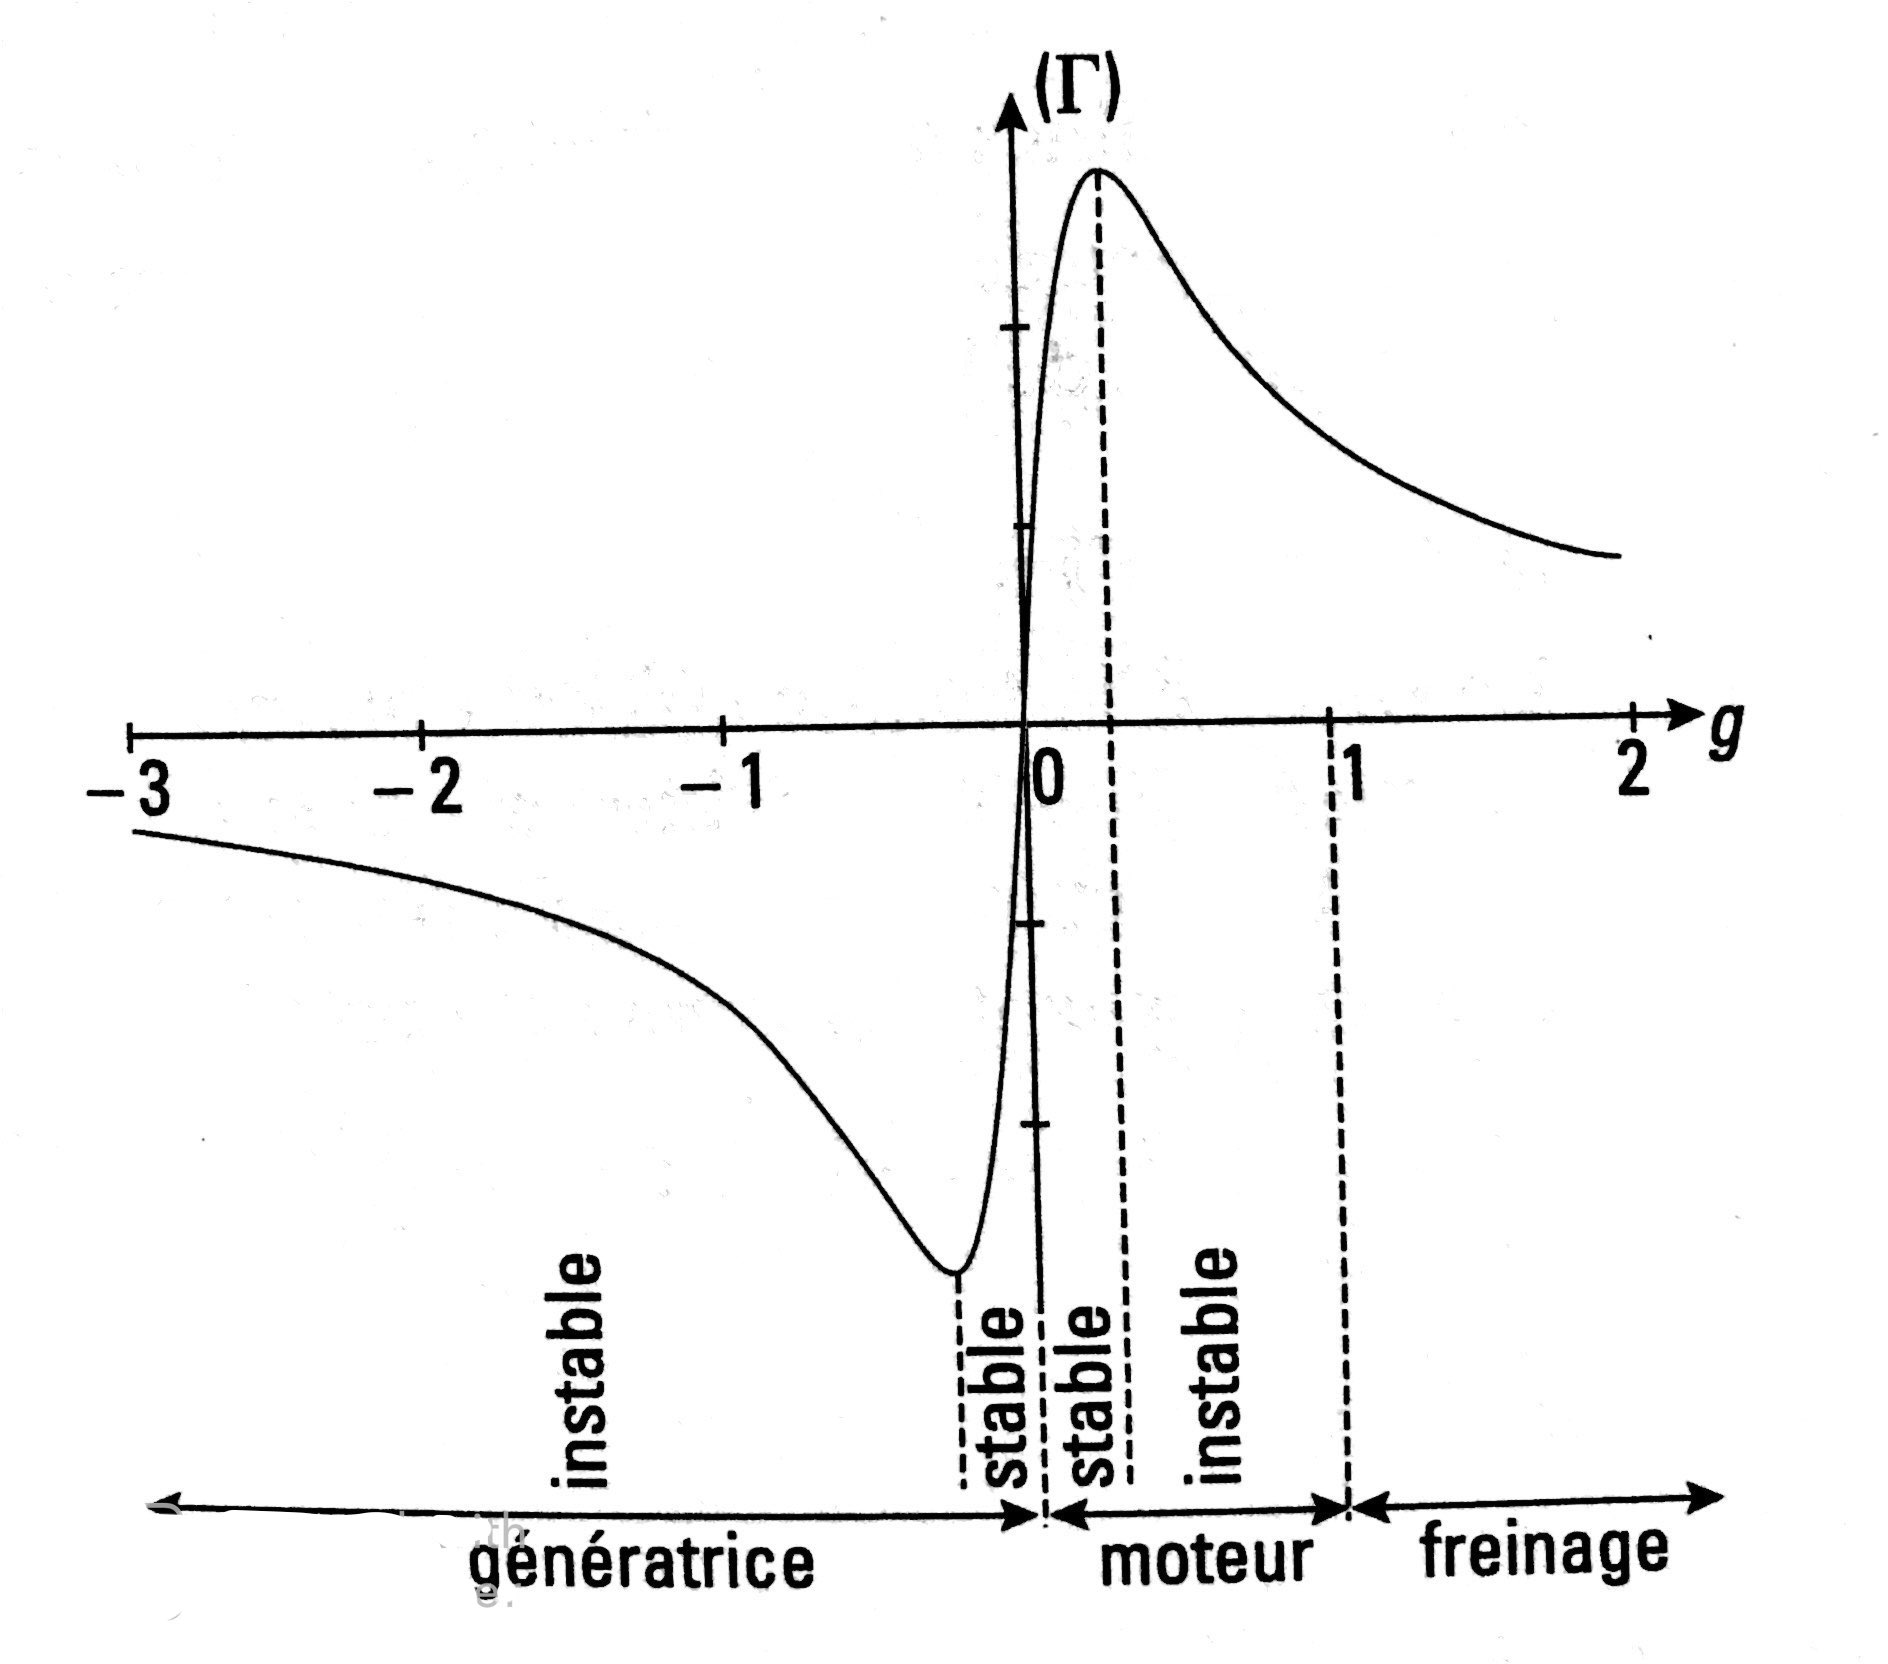 (Γ)
g
−3 −2 −1 0 1 2
instable stable stable instable
génératrice moteur freinage